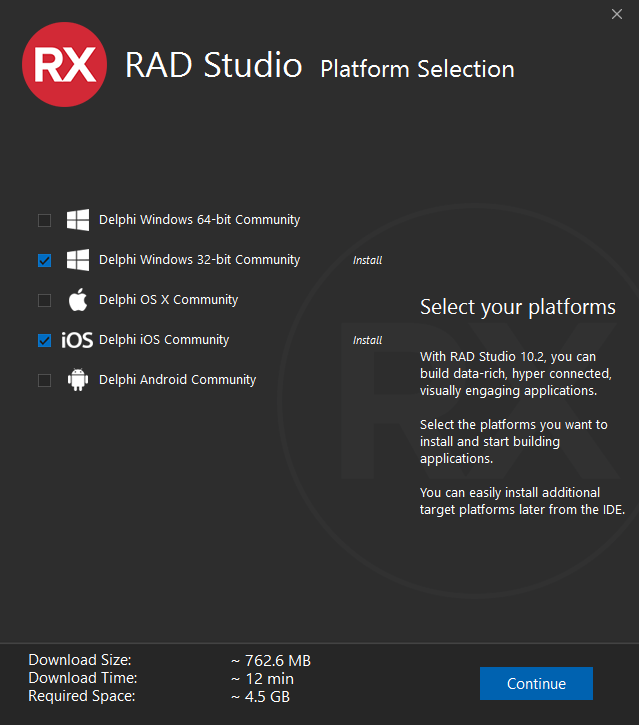 RX RAD Studio Platform Selection
Delphi Windows 64-bit Community
Delphi Windows 32-bit Community Install
Delphi OS X Community
iOS Delphi iOS Community Install
Delphi Android Community
Select your platforms
With RAD Studio 10.2, you can
build data-rich, hyper connected,
visually engaging applications.
Select the platforms you want to
install and start building
applications.
You can easily install additional
target platforms later from the IDE.
RX
Download Size: ~ 762.6 MB
Download Time: ~ 12 min
Required Space: ~ 4.5 GB
Continue